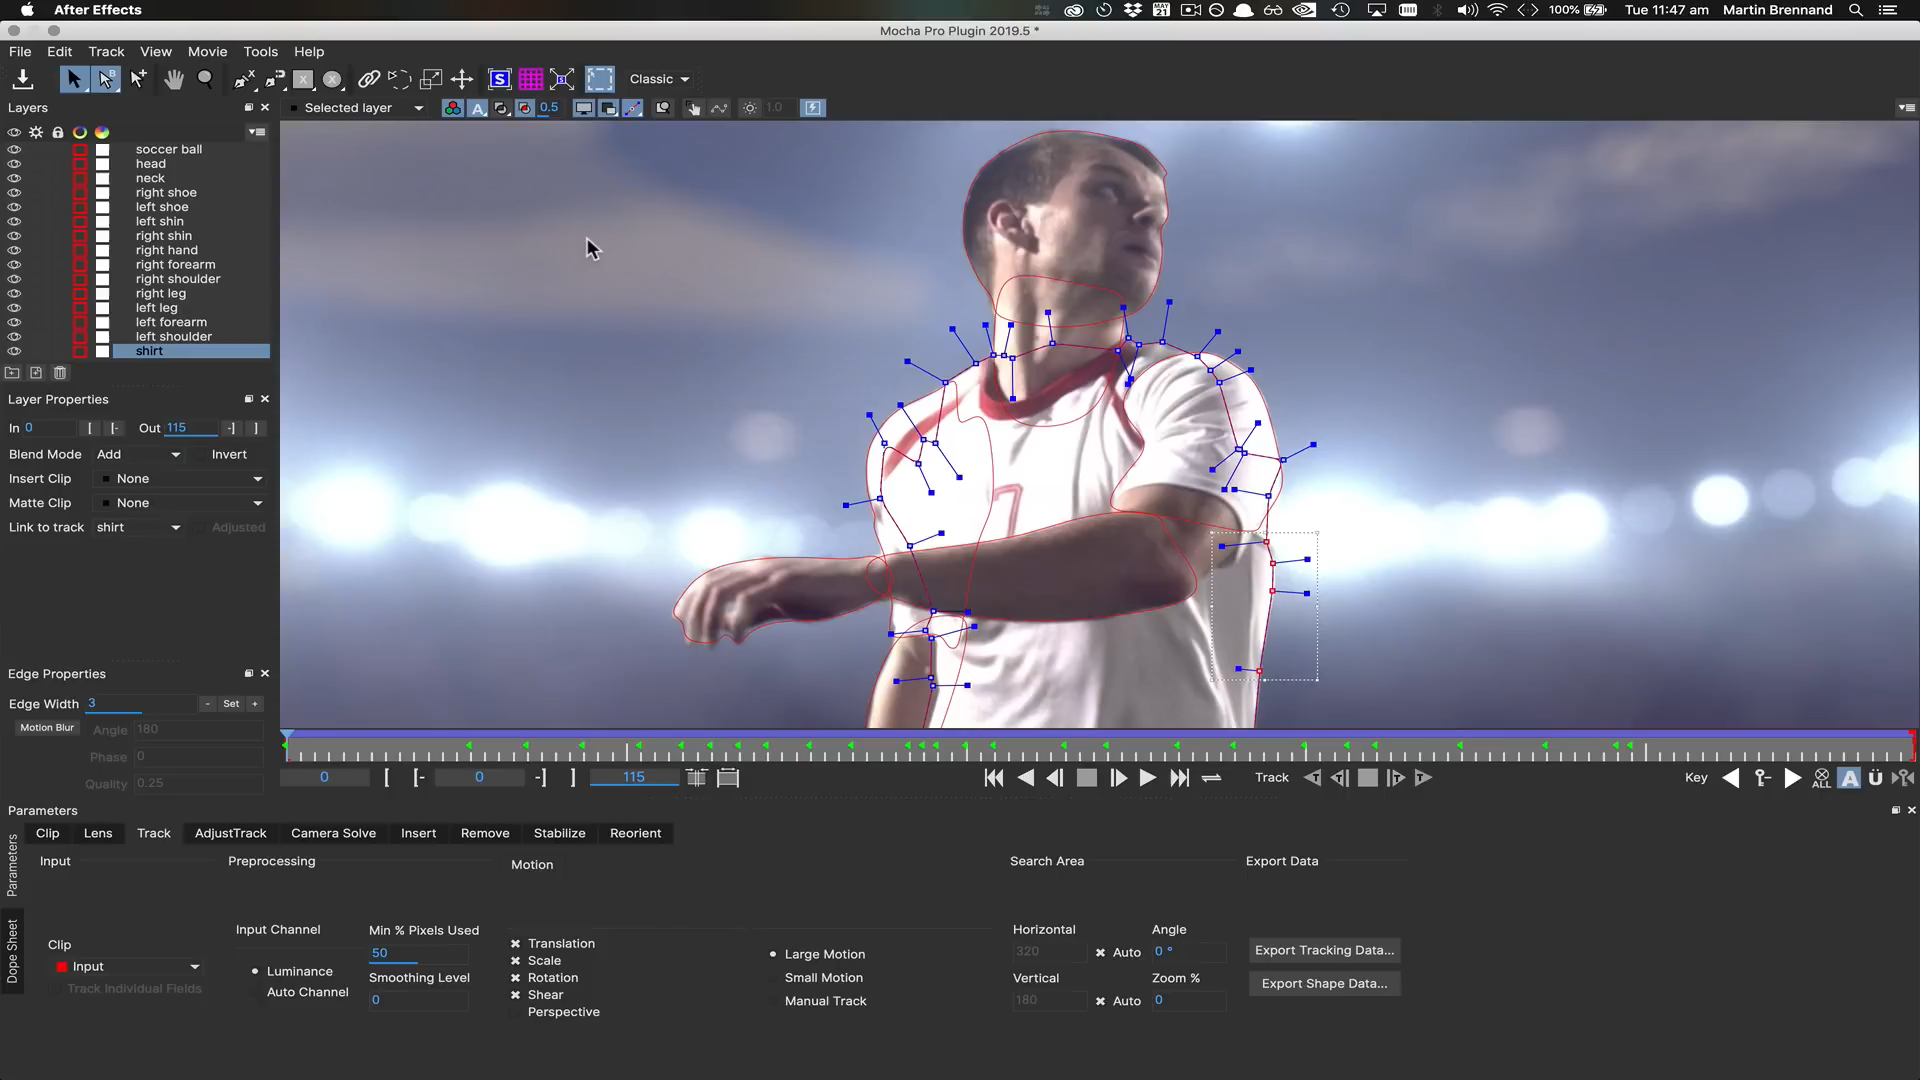 After Effects
MAY 21
100%
Tue 11:47 am
Martin Brennand
Mocha Pro Plugin 2019.5 *
File Edit Track View Movie Tools Help
S
Classic
Layers
Selected layer
A
0.5
1.0
soccer ball
head
neck
right shoe
left shoe
left shin
right shin
right hand
right forearm
right shoulder
right leg
left leg
left forearm
left shoulder
shirt
Layer Properties
In 0 [ [- Out 115 -] ]
Blend Mode Add Invert
Insert Clip None
Matte Clip None
Link to track shirt Adjusted
Edge Properties
Edge Width 3 - Set +
Motion Blur Angle 180
Phase 0
Quality 0.25
0 [ [- 0 -] ] 115
Track
Key
ALL
A
Parameters
Clip Lens Track AdjustTrack Camera Solve Insert Remove Stabilize Reorient
Parameters
Dope Sheet
Input
Preprocessing
Motion
Search Area
Export Data
Clip
Input
Track Individual Fields
Input Channel
Luminance
Auto Channel
Min % Pixels Used
50
Smoothing Level
0
Translation
Scale
Rotation
Shear
Perspective
Large Motion
Small Motion
Manual Track
Horizontal
320 Auto
Vertical
180 Auto
Angle
0 °
Zoom %
0
Export Tracking Data...
Export Shape Data...